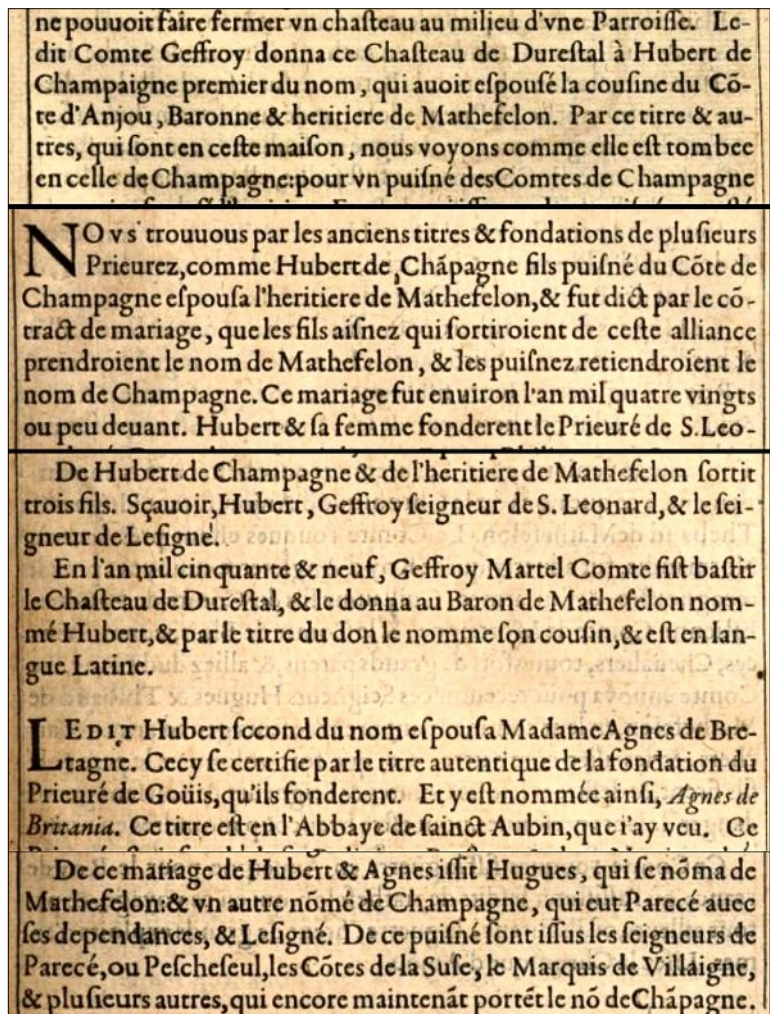 ne pouuoit faire fermer vn chaſteau au milieu d'vne Parroiſſe. Le-
dit Comte Geffroy donna ce Chaſteau de Dureſtal à Hubert de
Champaigne premier du nom, qui auoit eſpouſé la couſine du Cõ-
te d'Anjou, Baronne & heritiere de Mathefelon. Par ce titre & au-
tres, qui ſont en ceſte maiſon, nous voyons comme elle eſt tombee
en celle de Champagne: pour vn puiſné des Comtes de Champagne
NOvs trouuous par les anciens titres & fondations de pluſieurs
Prieurez, comme Hubert de Chãpagne fils puiſné du Cõte de
Champagne eſpouſa l'heritiere de Mathefelon, & fut dict par le cõ-
tract de mariage, que les fils aiſnez qui ſortiroient de ceſte alliance
prendroient le nom de Mathefelon, & les puiſnez retiendroient le
nom de Champagne. Ce mariage fut enuiron l'an mil quatre vingts
ou peu deuant. Hubert & ſa femme fonderent le Prieuré de S. Leo-
De Hubert de Champagne & de l'heritiere de Mathefelon ſortit
trois fils. Sçauoir, Hubert, Geffroy ſeigneur de S. Leonard, & le ſei-
gneur de Leſigné.
En l'an mil cinquante & neuf, Geffroy Martel Comte fiſt baſtir
le Chaſteau de Dureſtal, & le donna au Baron de Mathefelon nom-
mé Hubert, & par le titre du don le nomme ſon couſin, & eſt en lan-
gue Latine.
LEDIT Hubert ſecond du nom eſpouſa Madame Agnes de Bre-
tagne. Cecy ſe certifie par le titre autentique de la fondation du
Prieuré de Goüis, qu'ils fonderent. Et y eſt nommée ainſi, Agnes de
Britania. Ce titre eſt en l'Abbaye de ſainct Aubin, que i'ay veu. Ce
De ce mariage de Hubert & Agnes iſſit Hugues, qui ſe nõma de
Mathefelon: & vn autre nõmé de Champagne, qui eut Parecé auec
ſes dependances, & Leſigné. De ce puiſné ſont iſſus les ſeigneurs de
Parecé, ou Peſcheſeul, les Cõtes de la Suſe, le Marquis de Villaigne,
& pluſieurs autres, qui encore maintenãt portẽt le nõ de Chãpagne.